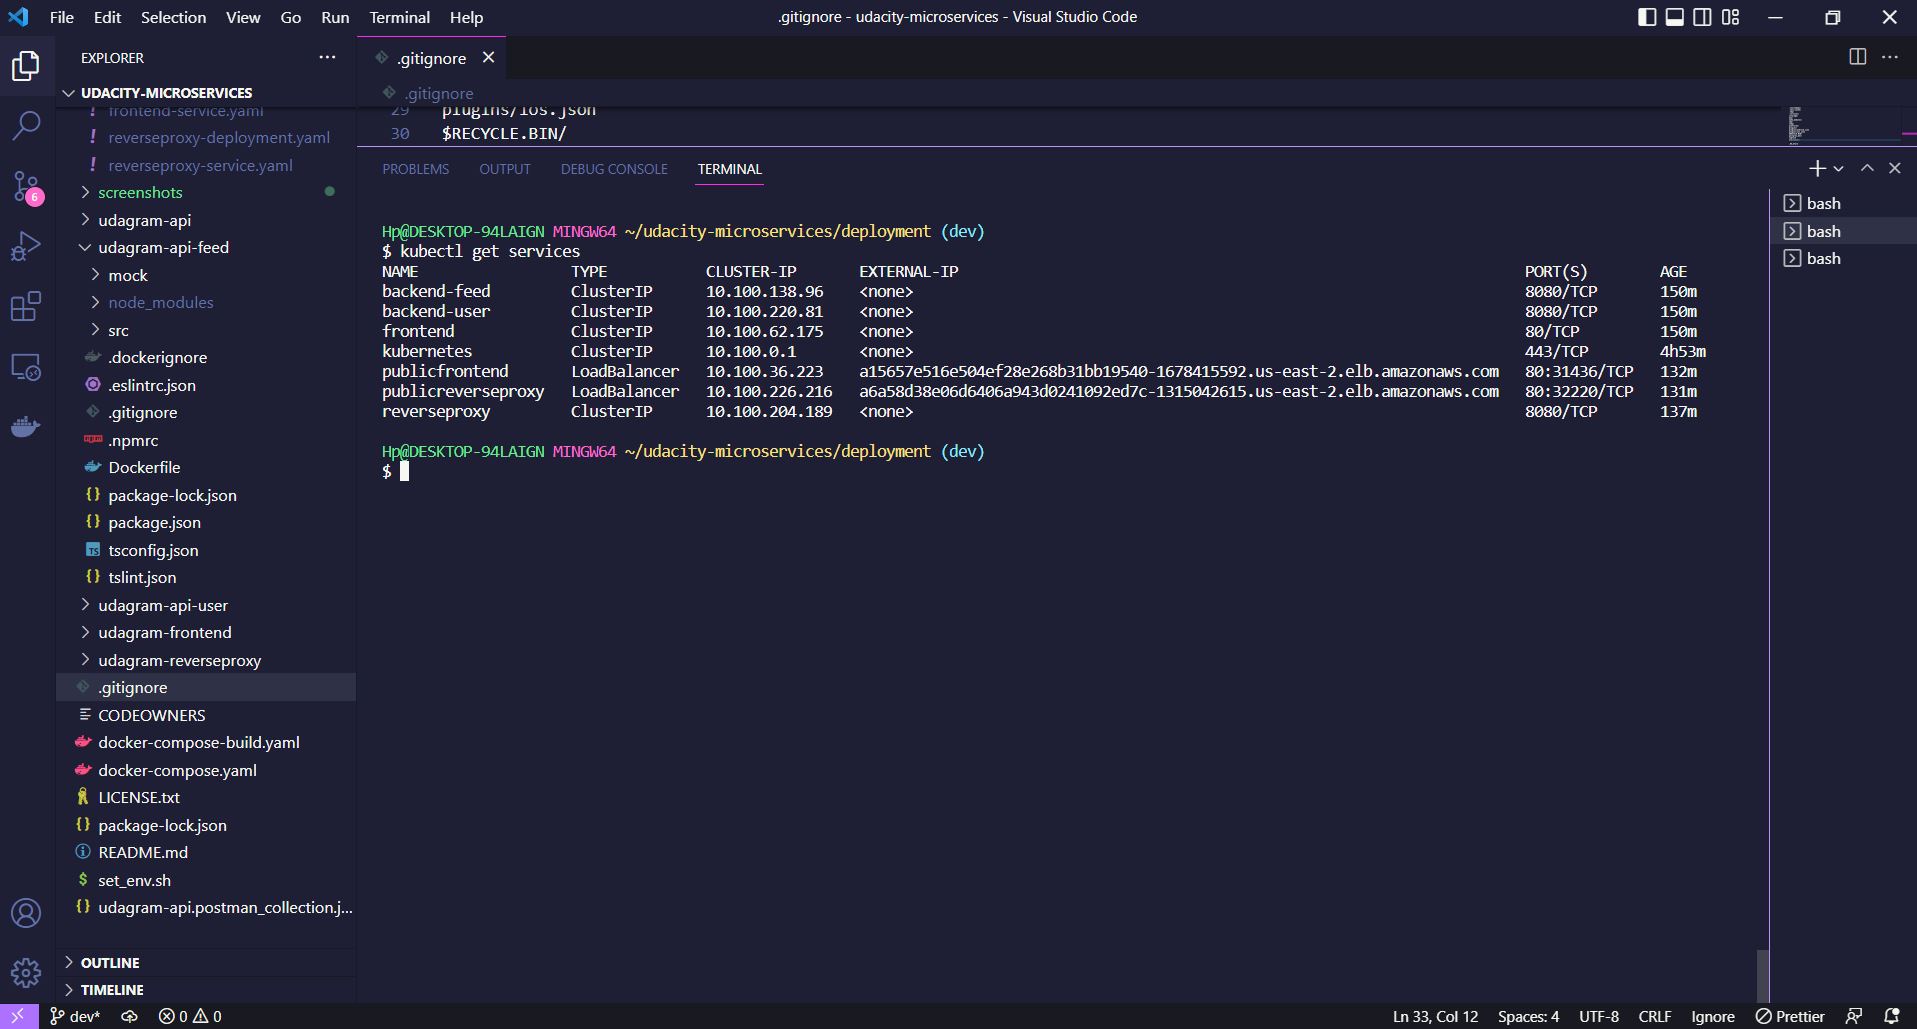 File Edit Selection View Go Run Terminal Help
.gitignore - udacity-microservices - Visual Studio Code
EXPLORER
UDACITY-MICROSERVICES
frontend-service.yaml
reverseproxy-deployment.yaml
reverseproxy-service.yaml
screenshots
udagram-api
udagram-api-feed
mock
node_modules
src
.dockerignore
.eslintrc.json
.gitignore
.npmrc
Dockerfile
package-lock.json
package.json
tsconfig.json
tslint.json
udagram-api-user
udagram-frontend
udagram-reverseproxy
.gitignore
CODEOWNERS
docker-compose-build.yaml
docker-compose.yaml
LICENSE.txt
package-lock.json
README.md
set_env.sh
udagram-api.postman_collection.j...
OUTLINE
TIMELINE
6
.gitignore
.gitignore
29 plugins/ios.json
30 $RECYCLE.BIN/
PROBLEMS OUTPUT DEBUG CONSOLE TERMINAL
Hp@DESKTOP-94LAIGN MINGW64 ~/udacity-microservices/deployment (dev)
$ kubectl get services
NAME TYPE CLUSTER-IP EXTERNAL-IP PORT(S) AGE
backend-feed ClusterIP 10.100.138.96 <none> 8080/TCP 150m
backend-user ClusterIP 10.100.220.81 <none> 8080/TCP 150m
frontend ClusterIP 10.100.62.175 <none> 80/TCP 150m
kubernetes ClusterIP 10.100.0.1 <none> 443/TCP 4h53m
publicfrontend LoadBalancer 10.100.36.223 a15657e516e504ef28e268b31bb19540-1678415592.us-east-2.elb.amazonaws.com 80:31436/TCP 132m
publicreverseproxy LoadBalancer 10.100.226.216 a6a58d38e06d6406a943d0241092ed7c-1315042615.us-east-2.elb.amazonaws.com 80:32220/TCP 131m
reverseproxy ClusterIP 10.100.204.189 <none> 8080/TCP 137m
Hp@DESKTOP-94LAIGN MINGW64 ~/udacity-microservices/deployment (dev)
$
bash
bash
bash
dev* 0 0 Ln 33, Col 12 Spaces: 4 UTF-8 CRLF Ignore Prettier